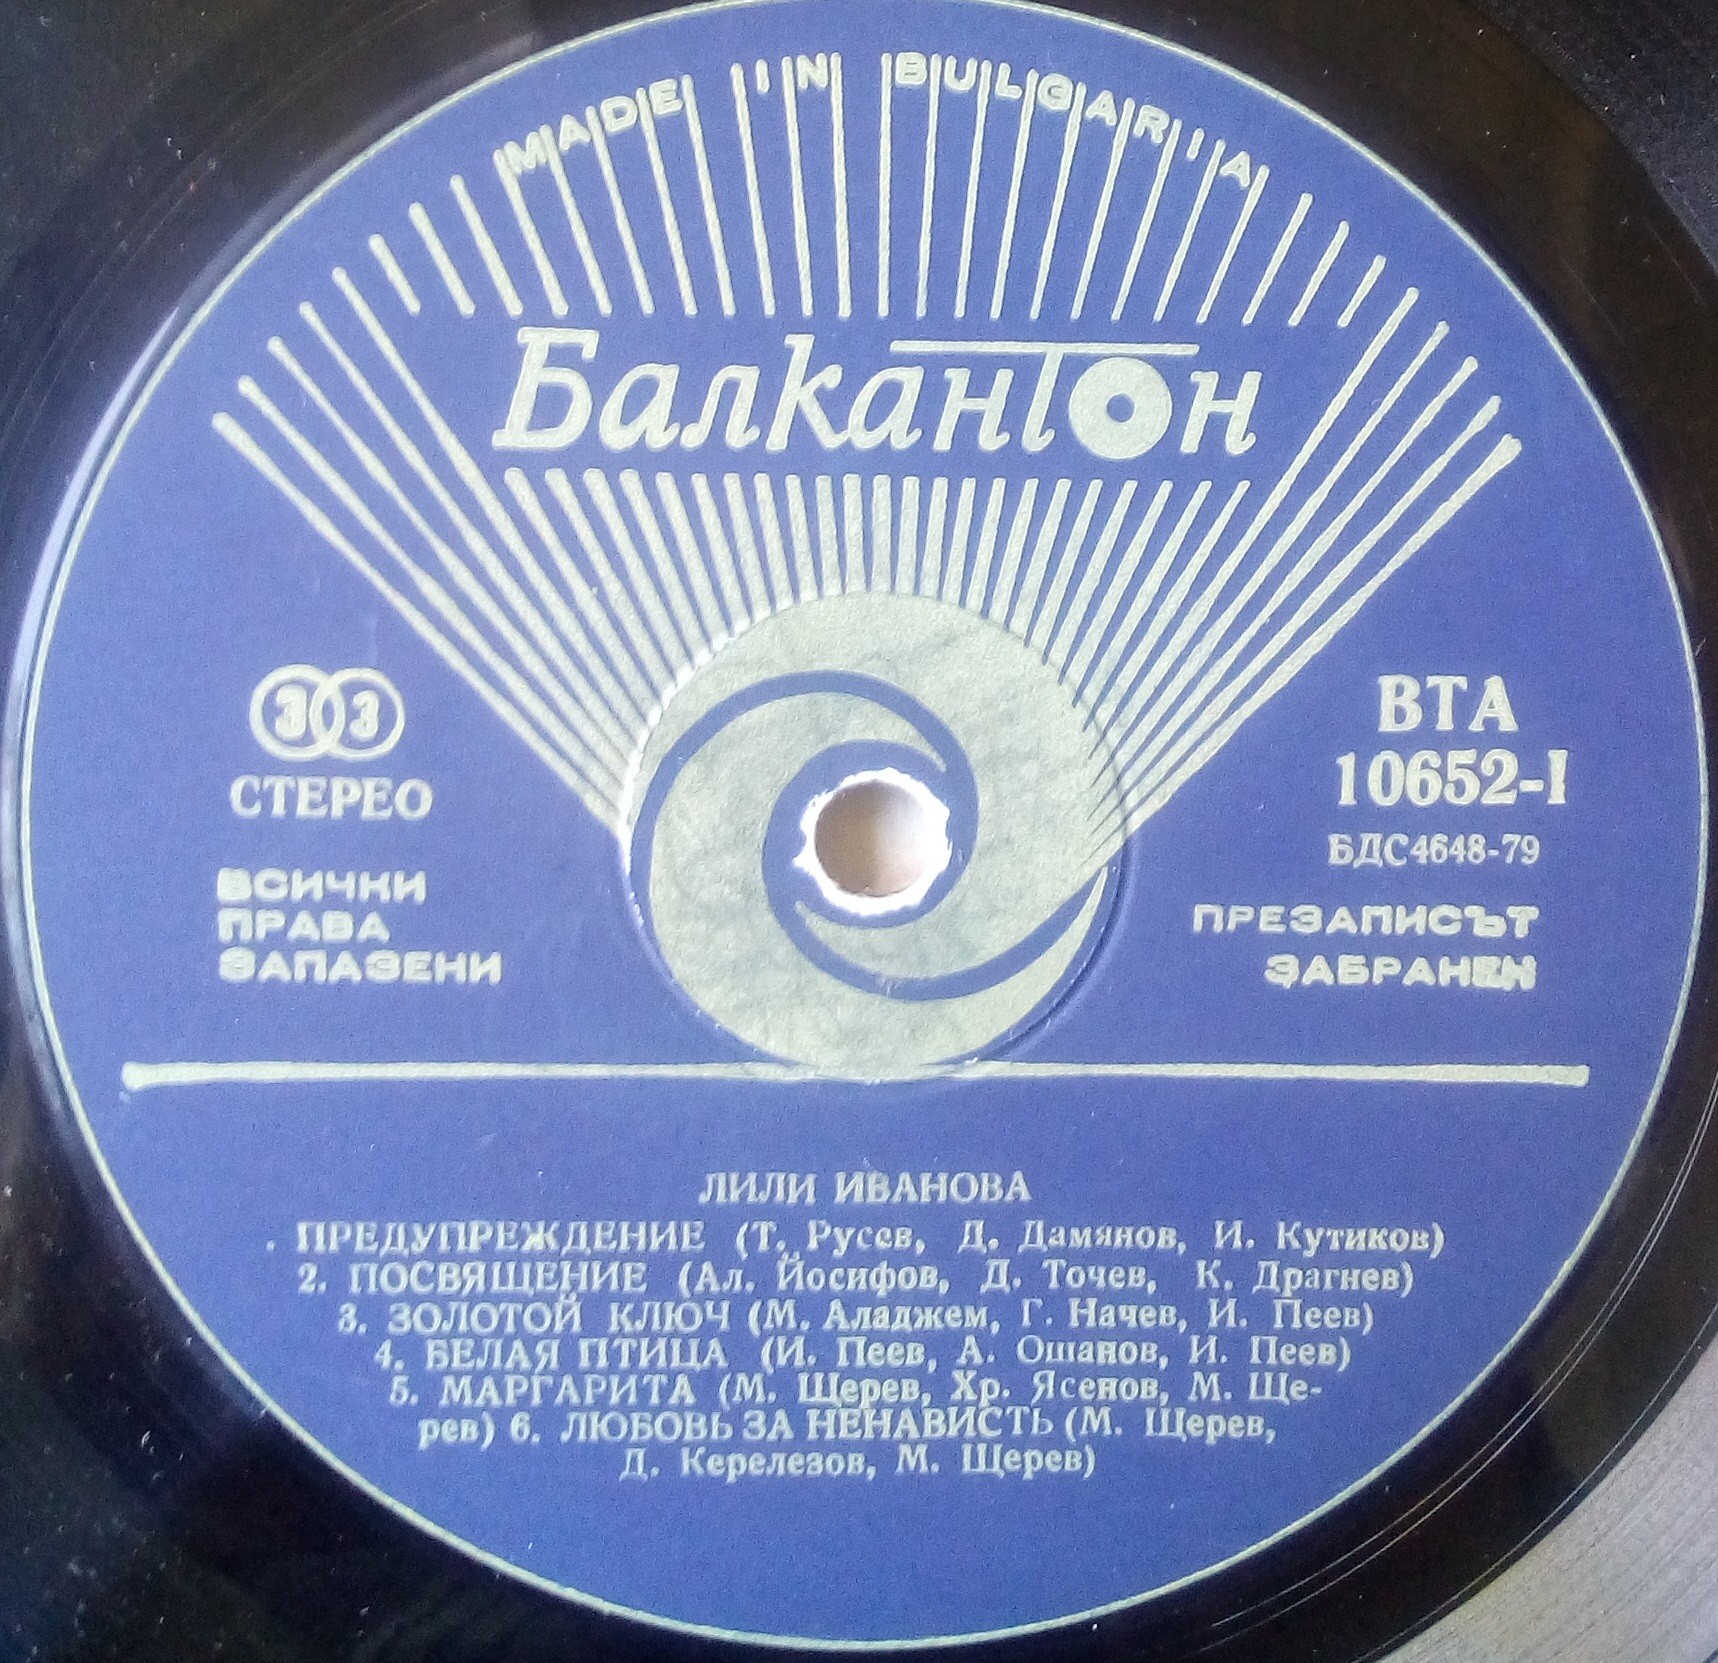 MADE IN BULGARIA
Балкантон
33
СТЕРЕО
ВСИЧКИ
ПРАВА
ЗАПАЗЕНИ
ВТА
10652-I
БДС4648-79
ПРЕЗАПИСЪТ
ЗАБРАНЕН
ЛИЛИ ИВАНОВА
. ПРЕДУПРЕЖДЕНИЕ (Т. Русев, Д. Дамянов, И. Кутиков)
2. ПОСВЯЩЕНИЕ (Ал. Йосифов, Д. Точев, К. Драгнев)
3. ЗОЛОТОЙ КЛЮЧ (М. Аладжем, Г. Начев, И. Пеев)
4. БЕЛАЯ ПТИЦА (И. Пеев, А. Ошанов, И. Пеев)
5. МАРГАРИТА (М. Щерев, Хр. Ясенов, М. Ще-
рев) 6. ЛЮБОВЬ ЗА НЕНАВИСТЬ (М. Щерев,
Д. Керелезов, М. Щерев)